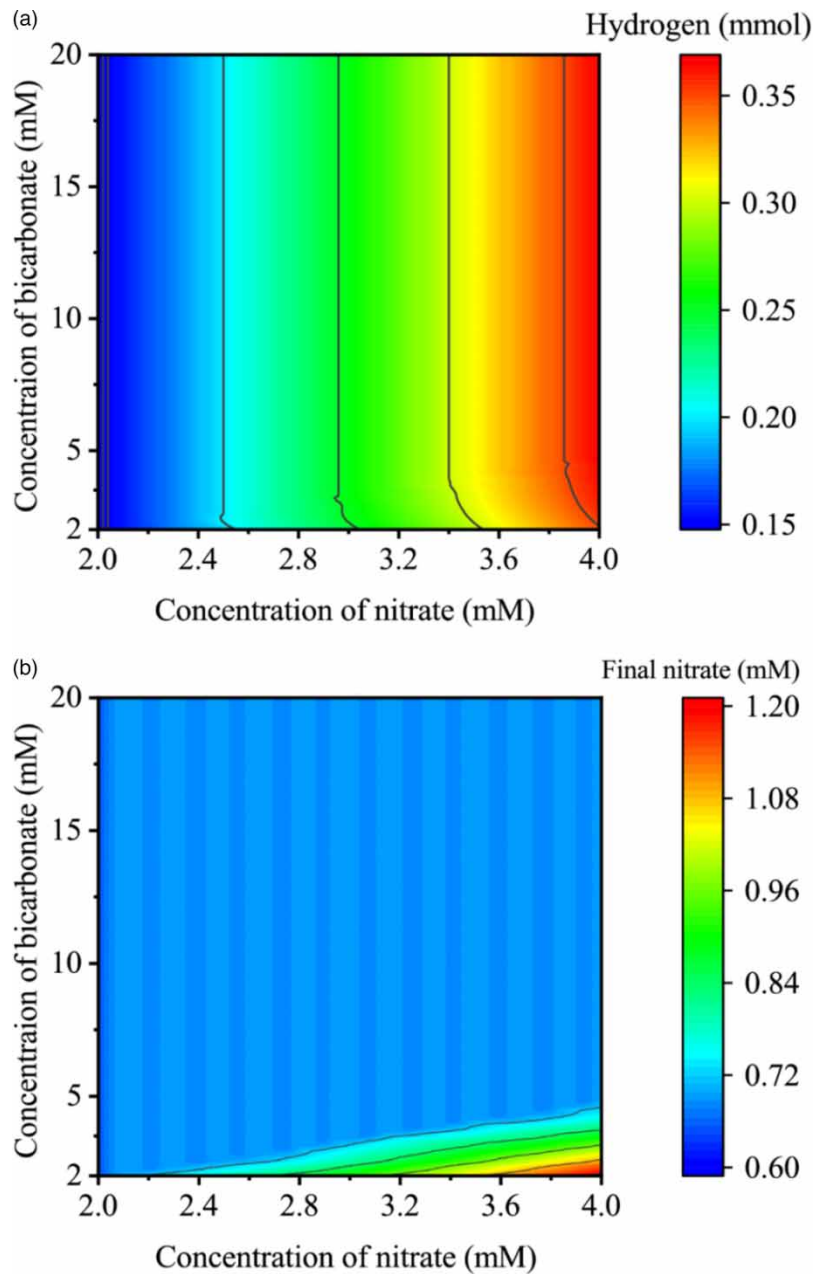 (a)
Hydrogen (mmol)
Concentraion of bicarbonate (mM)
20
15
10
5
2
2.0 2.4 2.8 3.2 3.6 4.0
Concentration of nitrate (mM)
0.35
0.30
0.25
0.20
0.15
(b)
Final nitrate (mM)
Concentraion of bicarbonate (mM)
20
15
10
5
2
2.0 2.4 2.8 3.2 3.6 4.0
Concentration of nitrate (mM)
1.20
1.08
0.96
0.84
0.72
0.60